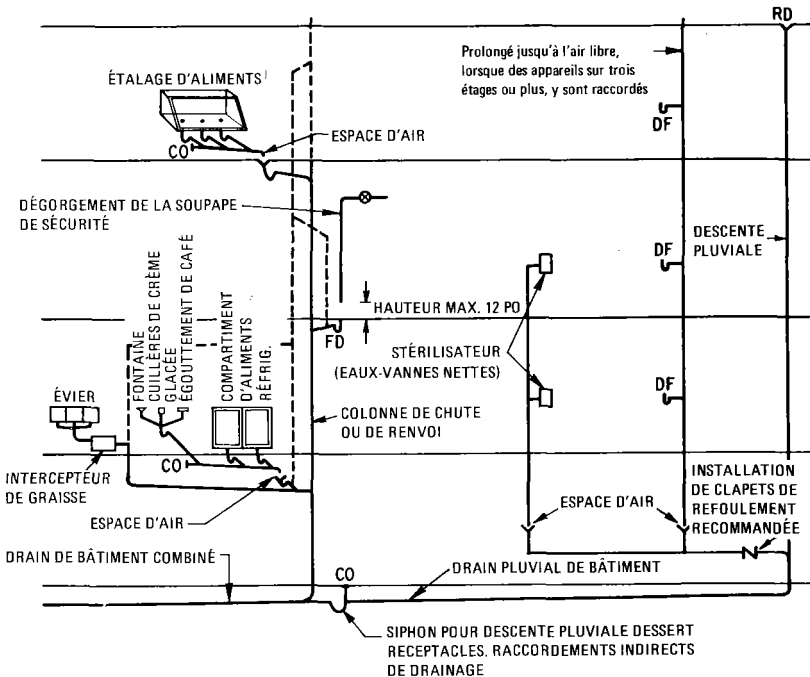 RD
Prolongé jusqu'à l'air libre,
lorsque des appareils sur trois
étages ou plus, y sont raccordés
ÉTALAGE D'ALIMENTS
DF
CO
ESPACE D'AIR
DÉGORGEMENT DE LA SOUPAPE
DE SÉCURITÉ
DESCENTE
PLUVIALE
DF
HAUTEUR MAX. 12 PO
FD
STÉRILISATEUR
(EAUX-VANNES NETTES)
DF
FONTAINE
CUILLÈRES DE CRÈME
GLACÉE
ÉGOUTTEMENT DE CAFÉ
COMPARTIMENT
D'ALIMENTS
RÉFRIG.
ÉVIER
COLONNE DE CHUTE
OU DE RENVOI
CO
INTERCEPTEUR
DE GRAISSE
ESPACE D'AIR
ESPACE D'AIR
INSTALLATION
DE CLAPETS DE
REFOULEMENT
RECOMMANDÉE
DRAIN DE BÂTIMENT COMBINÉ
CO
DRAIN PLUVIAL DE BÂTIMENT
SIPHON POUR DESCENTE PLUVIALE DESSERT
RECEPTACLES. RACCORDEMENTS INDIRECTS
DE DRAINAGE